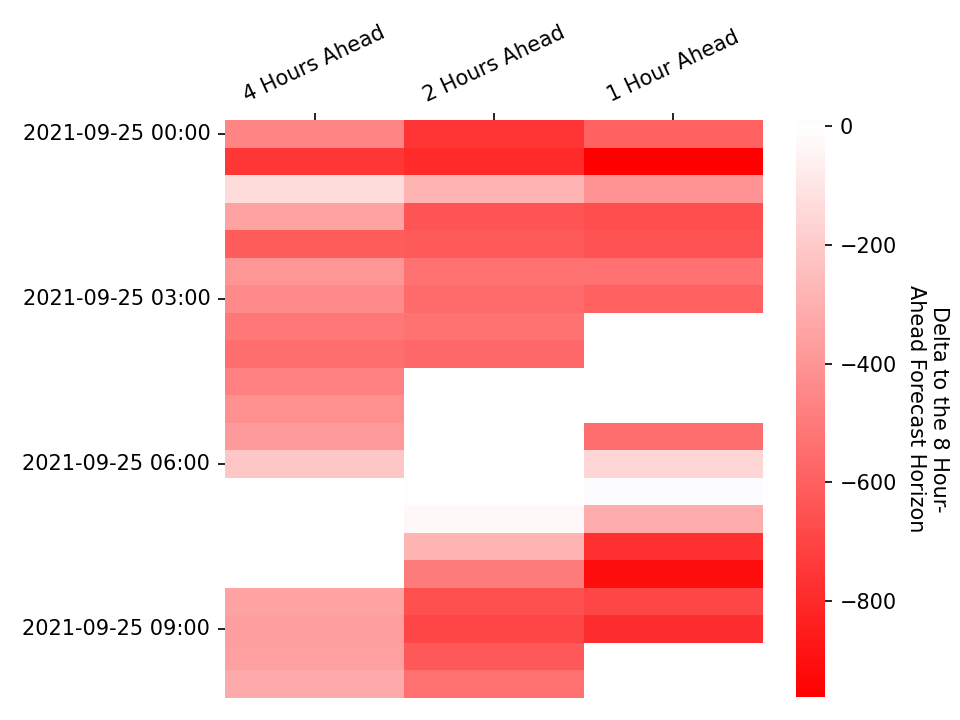 4 Hours Ahead
2 Hours Ahead
1 Hour Ahead
2021-09-25 00:00
2021-09-25 03:00
2021-09-25 06:00
2021-09-25 09:00
0
−200
−400
−600
−800
Delta to the 8 Hour-
Ahead Forecast Horizon